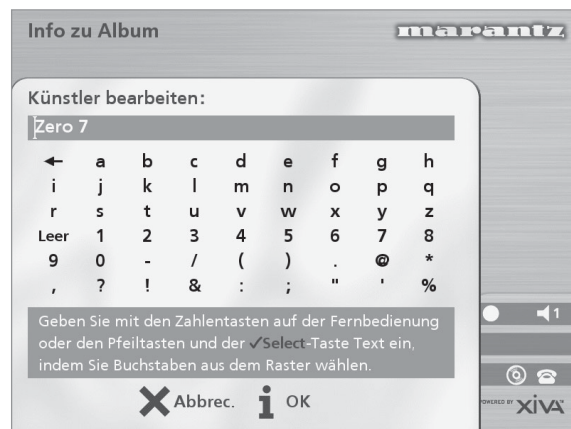 Info zu Album
marantz
Künstler bearbeiten:
Zero 7
← a b c d e f g h
i j k l m n o p q
r s t u v w x y z
Leer 1 2 3 4 5 6 7 8
9 0 - / ( ) . @ *
, ? ! & : ; " ' %
Geben Sie mit den Zahlentasten auf der Fernbedienung
oder den Pfeiltasten und der ✓Select-Taste Text ein,
indem Sie Buchstaben aus dem Raster wählen.
Abbrec. i OK
1
POWERED BY XiVA